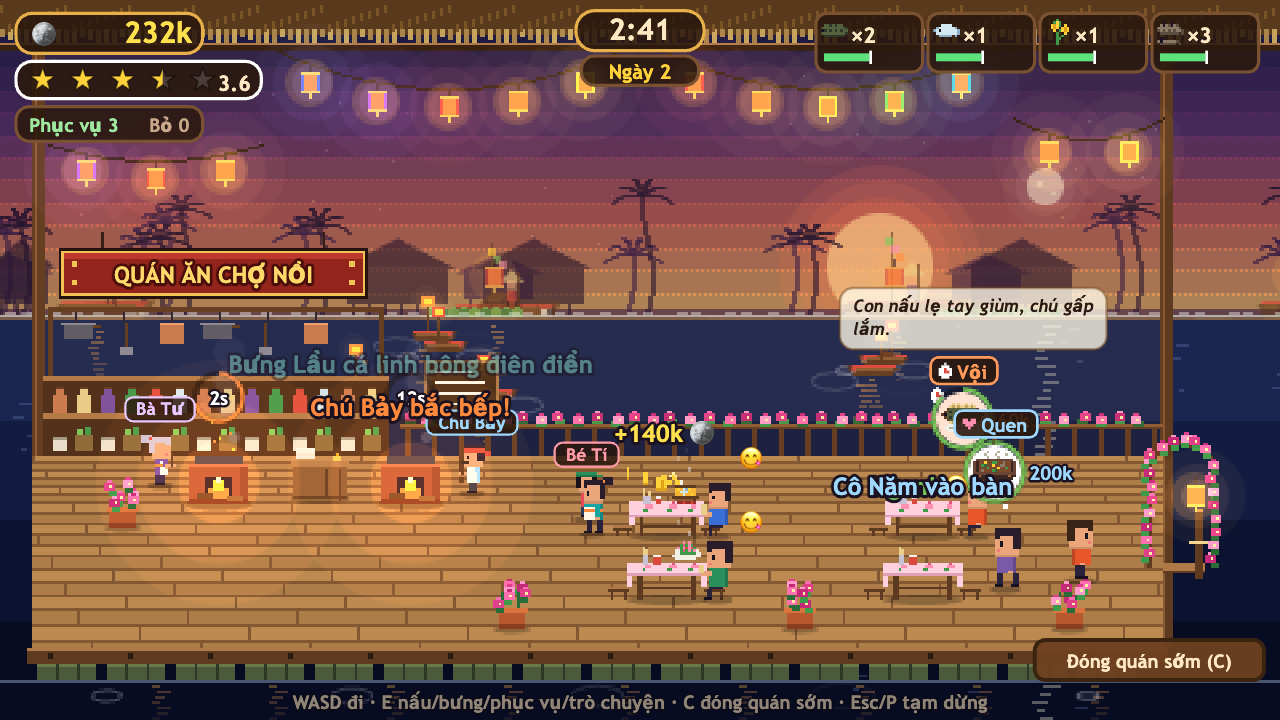 232k
2:41
×2
×1
×1
×3
Ngày 2
3.6
Phục vụ 3
Bỏ 0
QUÁN ĂN CHỢ NỔI
Con nấu lẹ tay giùm, chú gấp
lắm.
Bưng Lẩu cá linh bông điên điển
Vội
Bà Tư
2s
Chú Bảy bác bếp!
Chú Bảy
Quen
+140k
Bé Tí
200k
Cô Năm vào bàn
Đóng quán sớm (C)
WASD đi · E nấu/bưng/phục vụ/trò chuyện · C đóng quán sớm · Esc/P tạm dừng